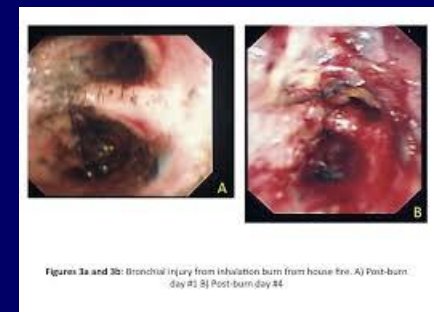 A
B
Figures 3a and 3b: Bronchial injury from inhalation burn from house fire. A) Post-burn
day #1 B) Post-burn day #4